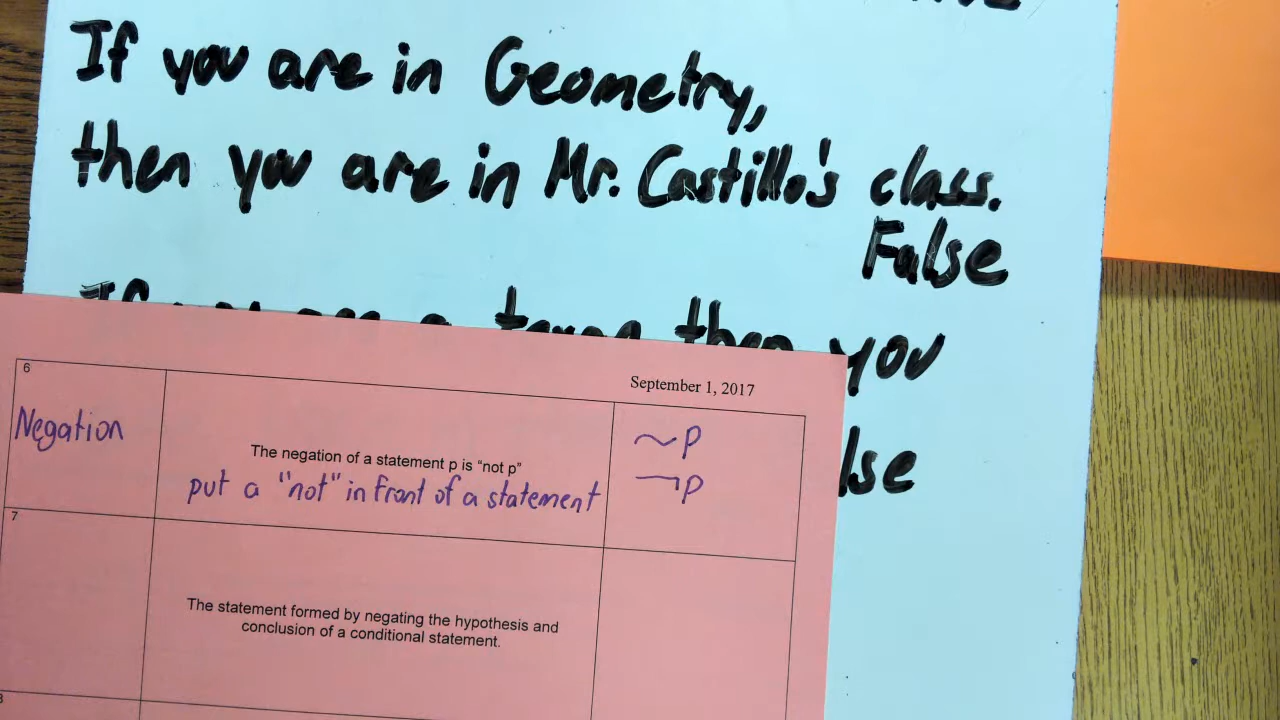 If you are in Geometry,
then you are in Mr. Castillo's class.
False
then you
September 1, 2017
6
Negation
The negation of a statement p is "not p"
put a "not" in front of a statement
~p
¬p
7
The statement formed by negating the hypothesis and
conclusion of a conditional statement.